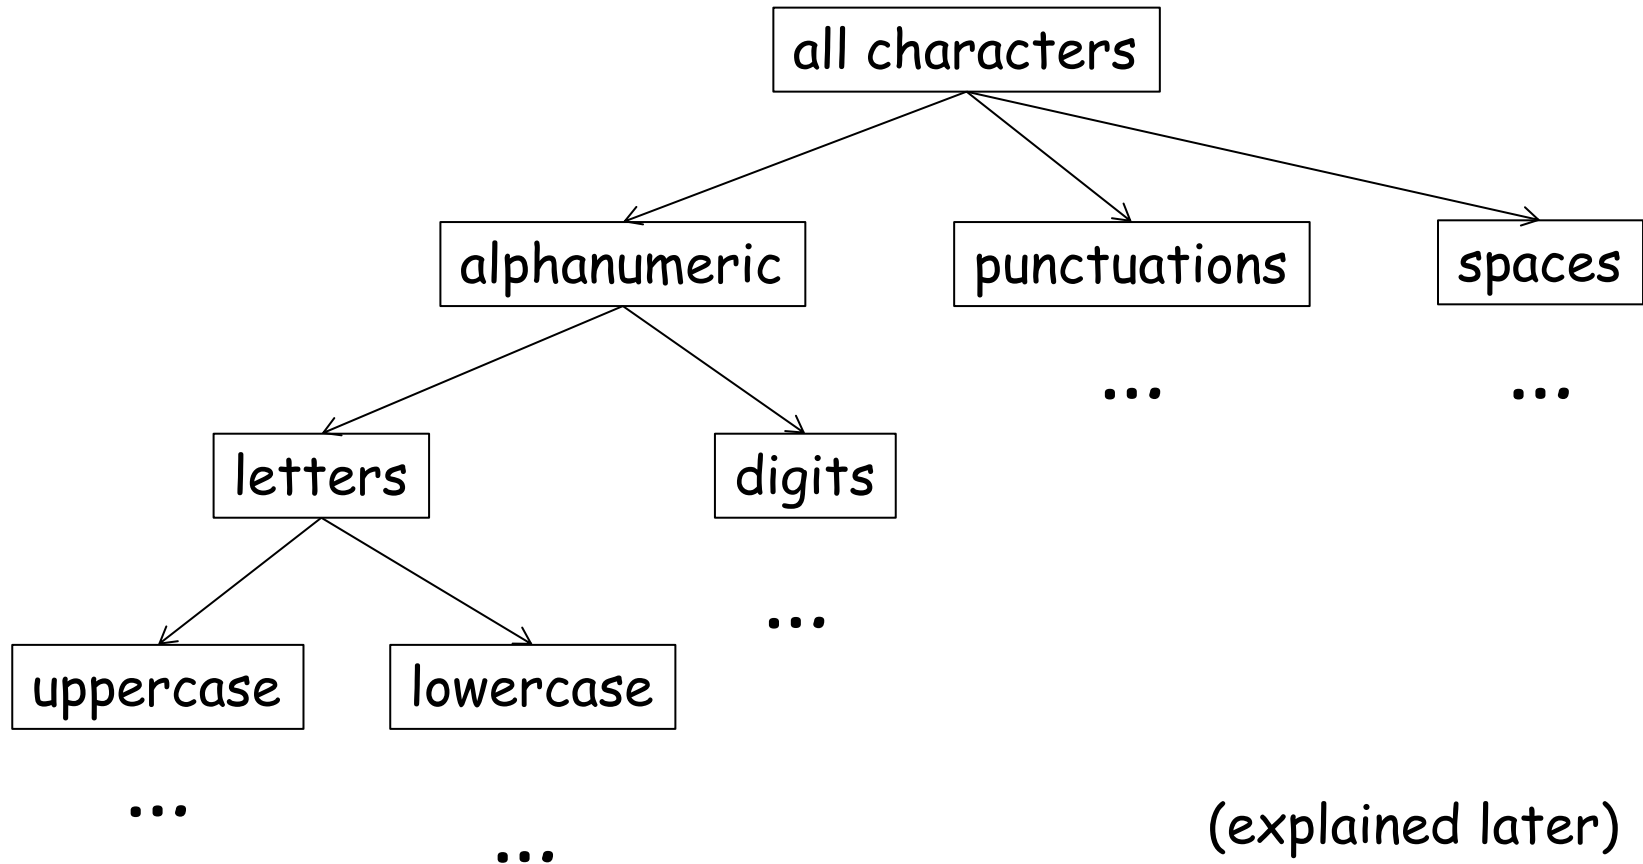 all characters
alphanumeric
punctuations
spaces
...
...
letters
digits
...
uppercase
lowercase
...
...
(explained later)